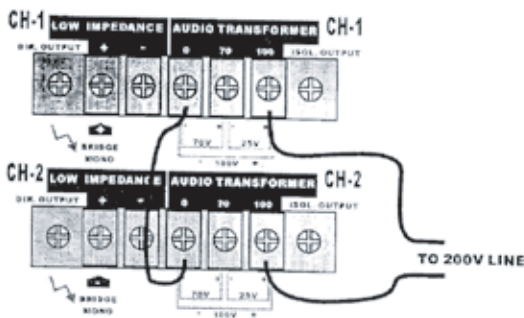 CH-1 LOW IMPEDANCE AUDIO TRANSFORMER CH-1
DIR. OUTPUT + - 0 70 100 ISOL. OUTPUT
BRIDGE
MONO
70V 25V
- 100V +
CH-2 LOW IMPEDANCE AUDIO TRANSFORMER CH-2
DIR. OUTPUT + - 0 70 100 ISOL. OUTPUT
TO 200V LINE
BRIDGE
MONO
70V 25V
- 100V +